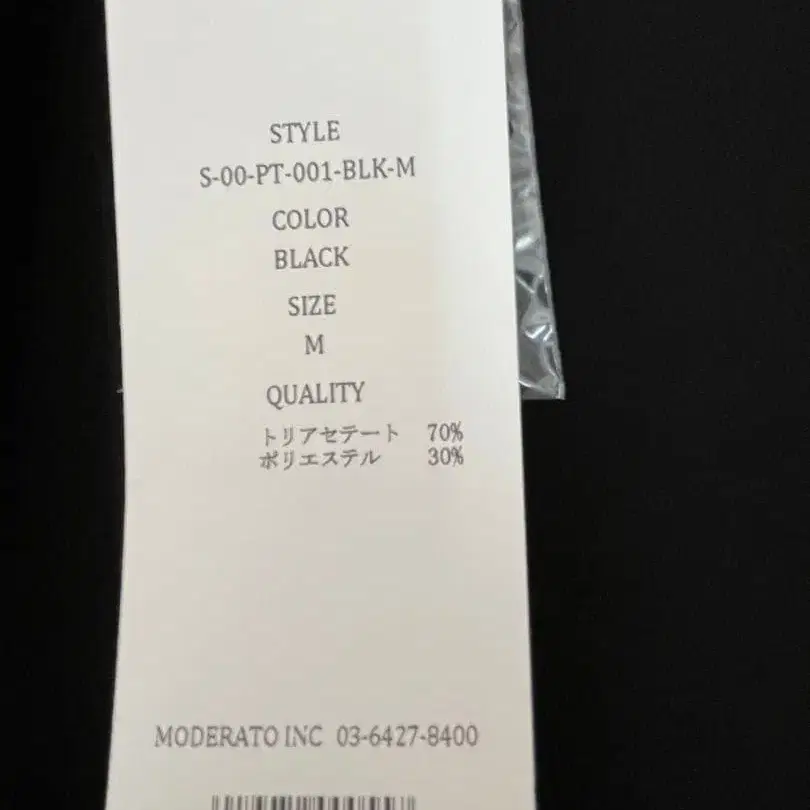 STYLE
S-00-PT-001-BLK-M
COLOR
BLACK
SIZE
M
QUALITY
トリアセテート 70%
ポリエステル 30%
MODERATO INC 03-6427-8400